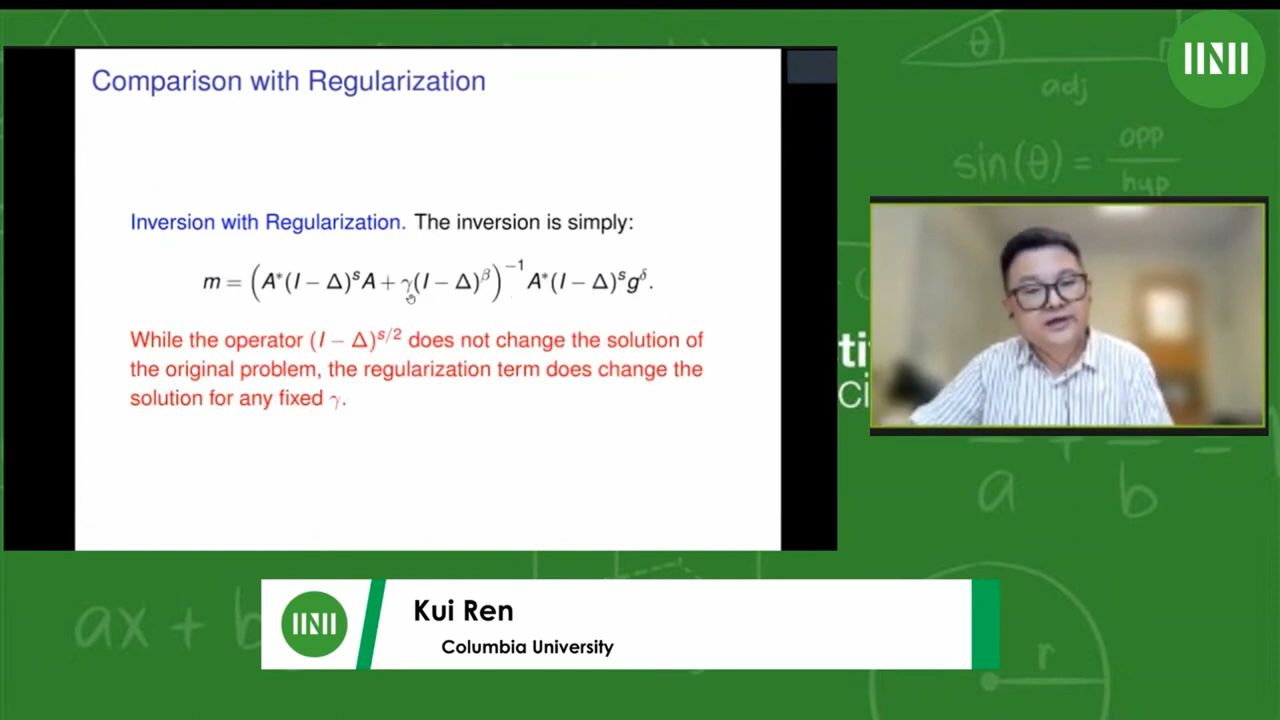 Comparison with Regularization
Inversion with Regularization. The inversion is simply:
m = (A*(I − Δ)^s A + γ(I − Δ)^β)^−1 A*(I − Δ)^s g^δ.
While the operator (I − Δ)^s/2 does not change the solution of
the original problem, the regularization term does change the
solution for any fixed γ.
θ
adj
sin(θ) = opp
hyp
ti
Ci
a + b =
ax + b
r
Kui Ren
Columbia University